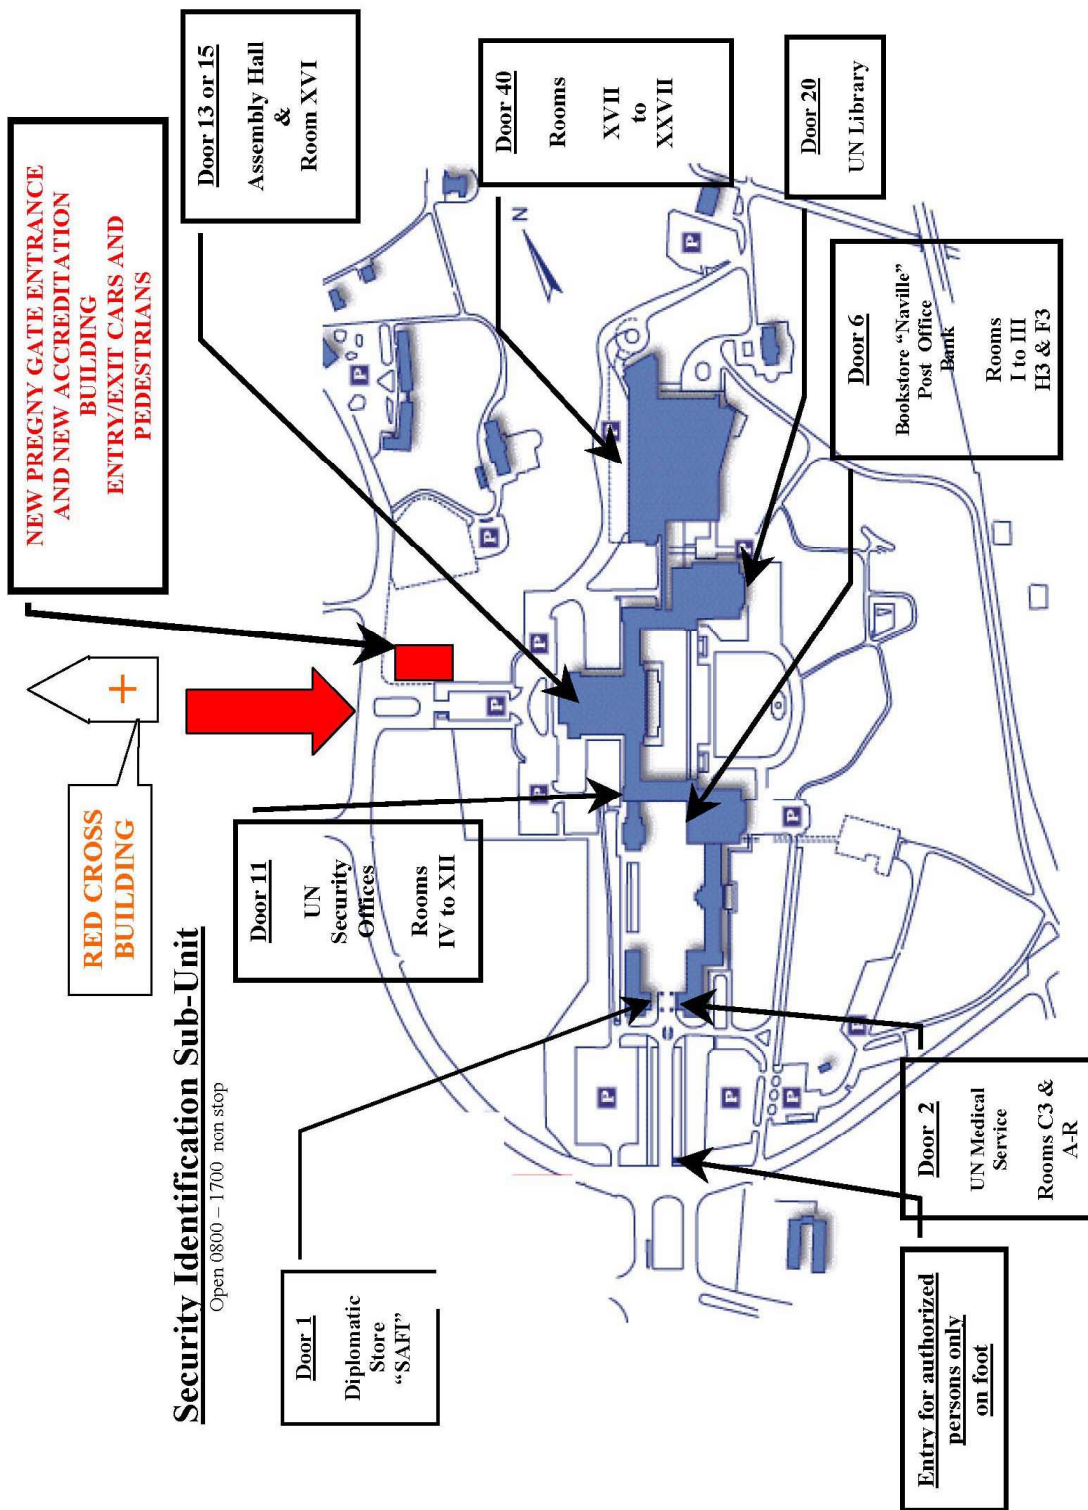 Security Identification Sub-Unit
Open 0800 – 1700 non stop
RED CROSS
BUILDING
NEW PREGNY GATE ENTRANCE
AND NEW ACCREDITATION
BUILDING
ENTRY/EXIT CARS AND
PEDESTRIANS
Door 1
Diplomatic
Store
“SAFI”
Door 11
UN
Security
Offices
Rooms
IV to XII
Door 13 or 15
Assembly Hall
&
Room XVI
Door 40
Rooms
XVII
to
XXVII
Door 20
UN Library
Door 6
Bookstore “Naville”
Post Office
Bank
Rooms
I to III
H3 & F3
Door 2
UN Medical
Service
Rooms C3 &
A-R
Entry for authorized
persons only
on foot
N
P
P
P
P
P
P
P
P
P
P
P
P
P
P